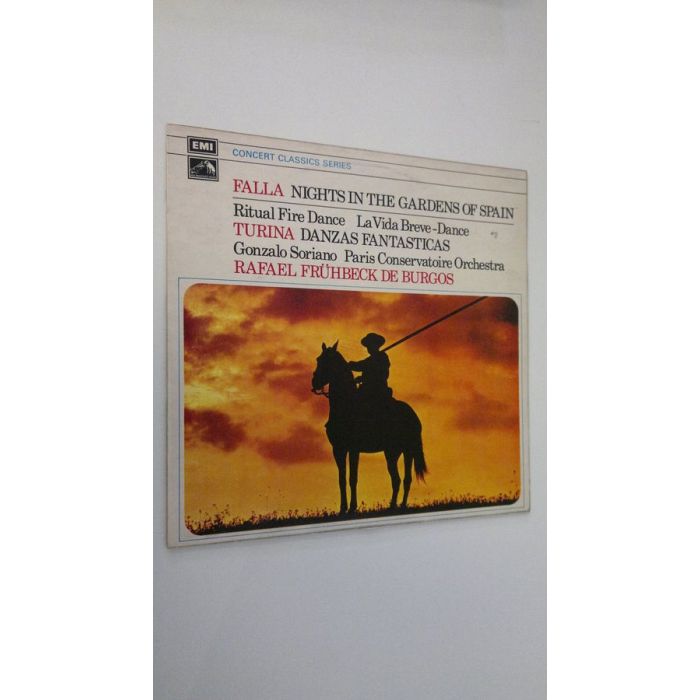 EMI
CONCERT CLASSICS SERIES
FALLA NIGHTS IN THE GARDENS OF SPAIN
Ritual Fire Dance La Vida Breve-Dance
TURINA DANZAS FANTASTICAS
Gonzalo Soriano Paris Conservatoire Orchestra
RAFAEL FRÜHBECK DE BURGOS